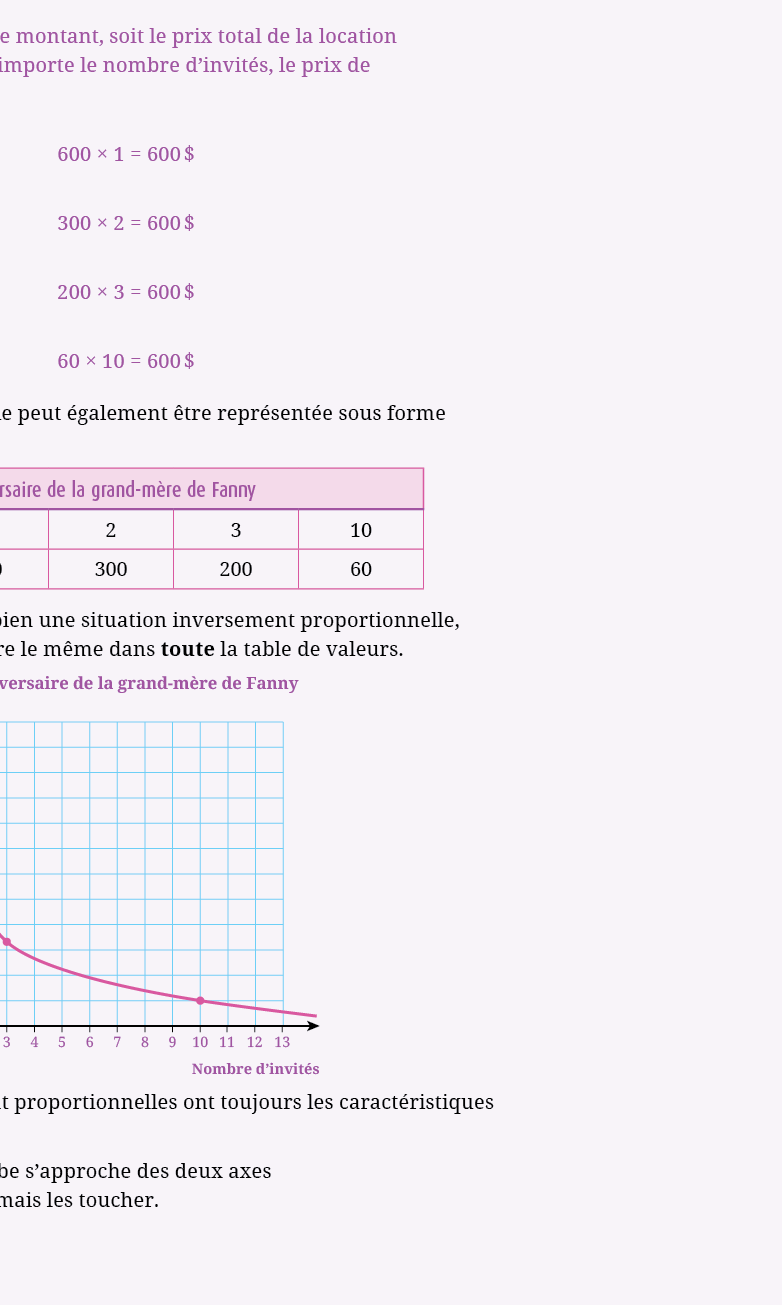 e montant, soit le prix total de la location
importe le nombre d’invités, le prix de
600 × 1 = 600 $
300 × 2 = 600 $
200 × 3 = 600 $
60 × 10 = 600 $
le peut également être représentée sous forme
rsaire de la grand-mère de Fanny
2 3 10
0 300 200 60
bien une situation inversement proportionnelle,
re le même dans toute la table de valeurs.
versaire de la grand-mère de Fanny
3 4 5 6 7 8 9 10 11 12 13
Nombre d’invités
t proportionnelles ont toujours les caractéristiques
be s’approche des deux axes
mais les toucher.